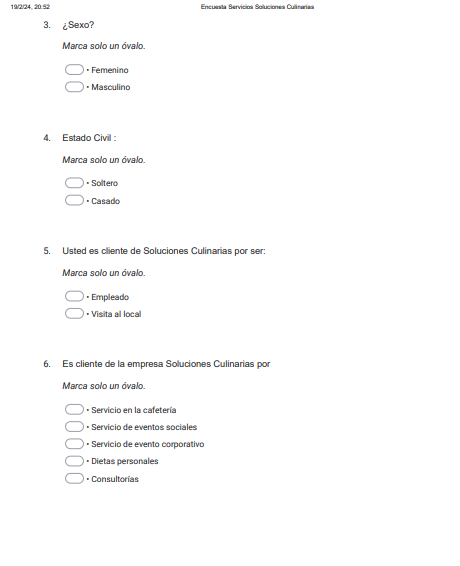 19/2/24, 20:52 Encuesta Servicios Soluciones Culinarias
3. ¿Sexo?
Marca solo un óvalo.
• Femenino
• Masculino
4. Estado Civil :
Marca solo un óvalo.
• Soltero
• Casado
5. Usted es cliente de Soluciones Culinarias por ser:
Marca solo un óvalo.
• Empleado
• Visita al local
6. Es cliente de la empresa Soluciones Culinarias por
Marca solo un óvalo.
• Servicio en la cafetería
• Servicio de eventos sociales
• Servicio de evento corporativo
• Dietas personales
• Consultorías